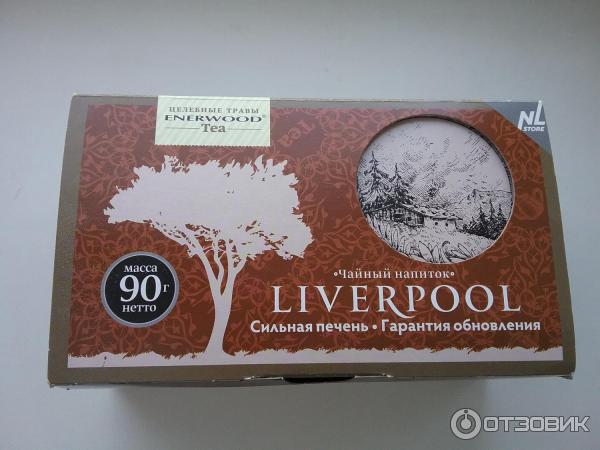 ЦЕЛЕБНЫЕ ТРАВЫ
ENERWOOD®
Tea
NL
STORE
масса
90г
нетто
•Чайный напиток•
LIVERPOOL
Сильная печень • Гарантия обновления
ОТЗОВИК